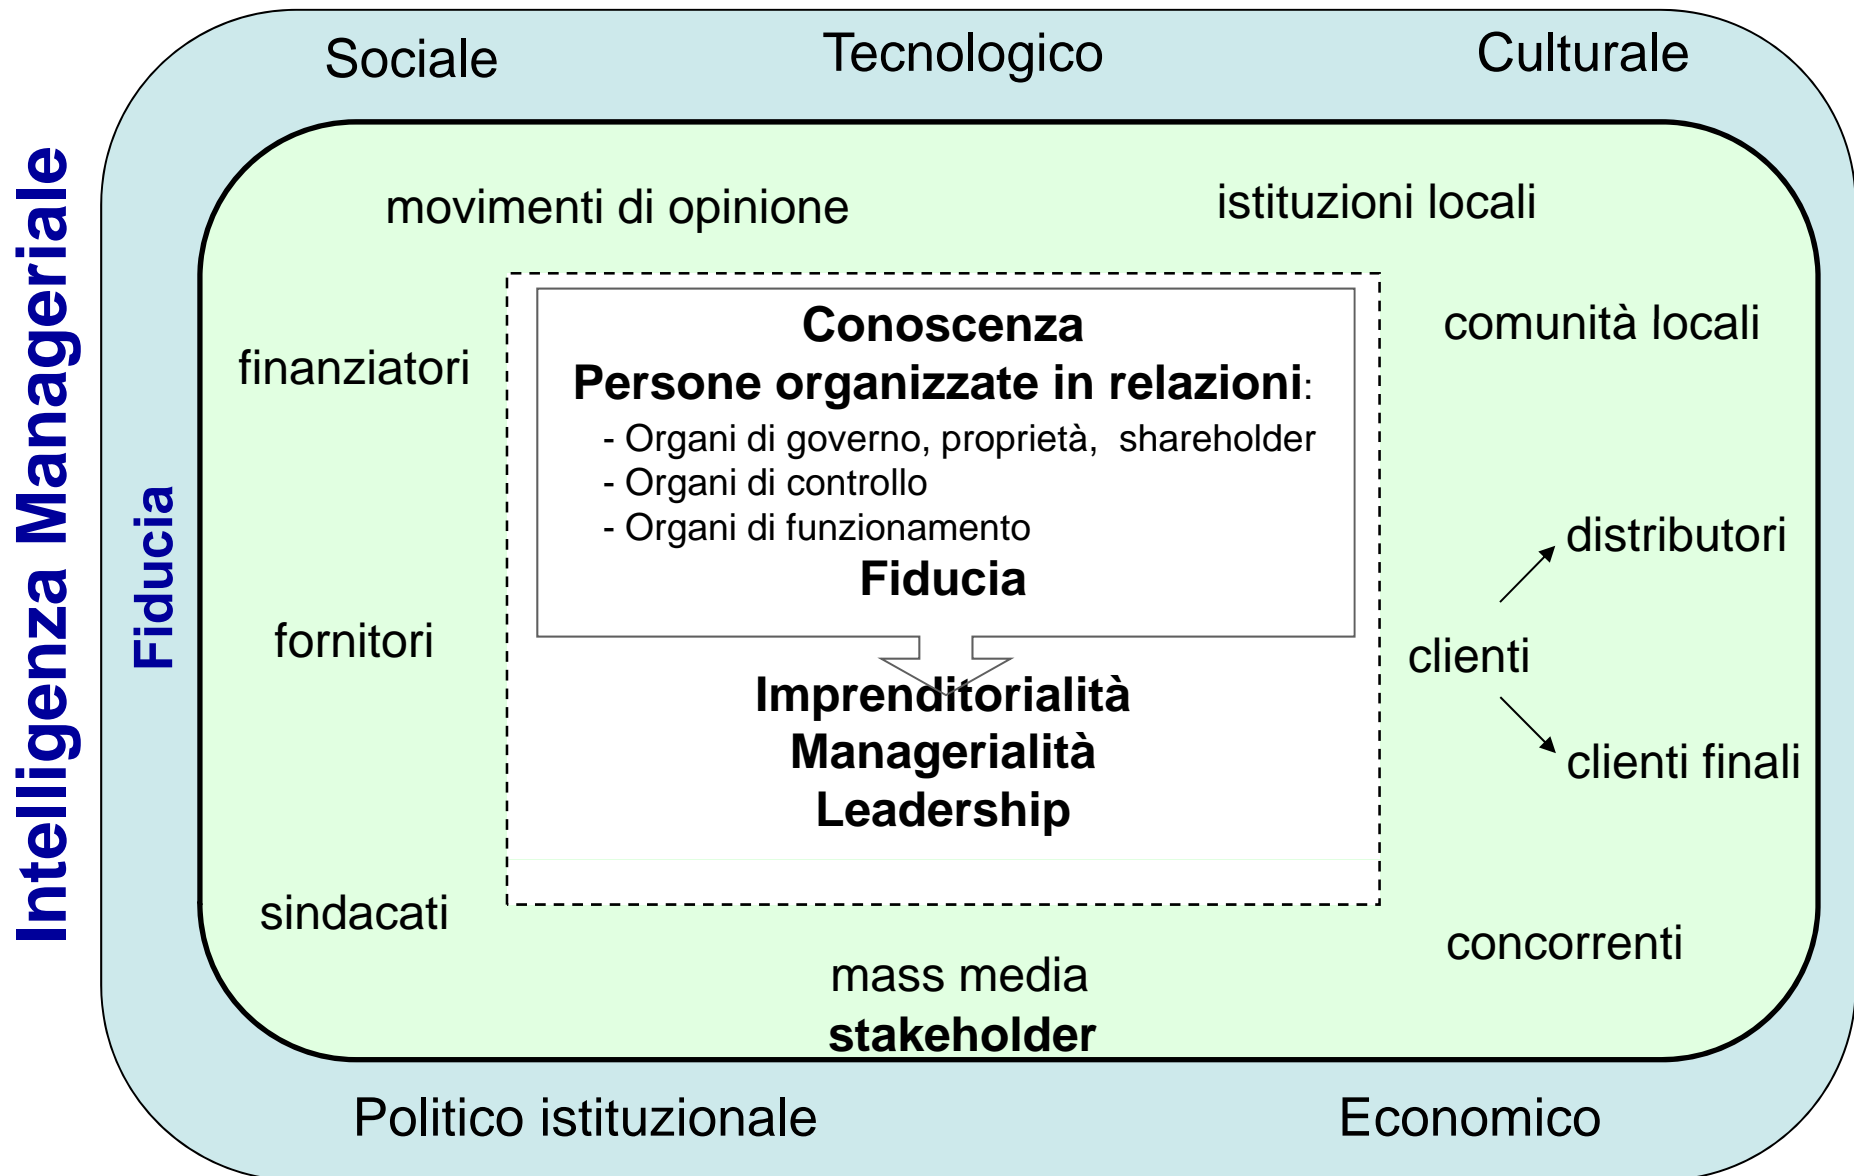 Intelligenza Manageriale
Sociale
Tecnologico
Culturale
Fiducia
movimenti di opinione
istituzioni locali
finanziatori
comunità locali
Conoscenza
Persone organizzate in relazioni:
- Organi di governo, proprietà, shareholder
- Organi di controllo
- Organi di funzionamento
Fiducia
Imprenditorialità
Managerialità
Leadership
fornitori
distributori
clienti
clienti finali
sindacati
concorrenti
mass media
stakeholder
Politico istituzionale
Economico